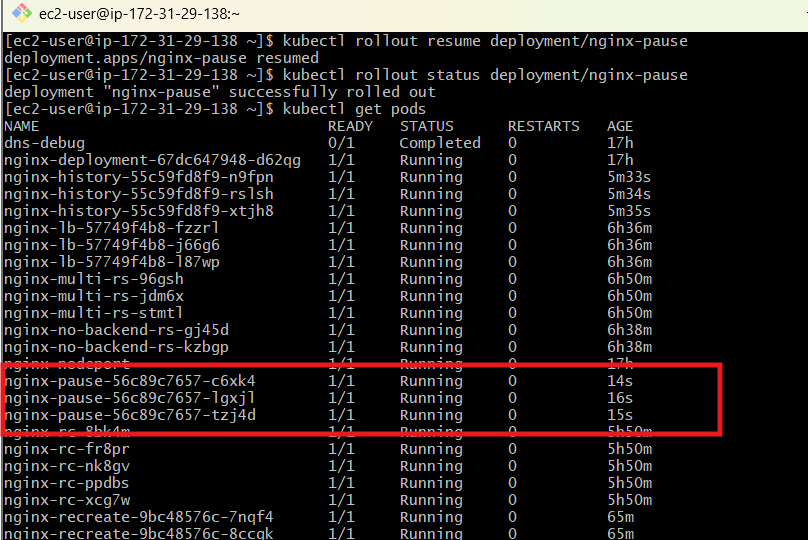 ec2-user@ip-172-31-29-138:~
[ec2-user@ip-172-31-29-138 ~]$ kubectl rollout resume deployment/nginx-pause
deployment.apps/nginx-pause resumed
[ec2-user@ip-172-31-29-138 ~]$ kubectl rollout status deployment/nginx-pause
deployment "nginx-pause" successfully rolled out
[ec2-user@ip-172-31-29-138 ~]$ kubectl get pods
NAME READY STATUS RESTARTS AGE
dns-debug 0/1 Completed 0 17h
nginx-deployment-67dc647948-d62qg 1/1 Running 0 17h
nginx-history-55c59fd8f9-n9fpn 1/1 Running 0 5m33s
nginx-history-55c59fd8f9-rslsh 1/1 Running 0 5m34s
nginx-history-55c59fd8f9-xtjh8 1/1 Running 0 5m35s
nginx-lb-57749f4b8-fzzrl 1/1 Running 0 6h36m
nginx-lb-57749f4b8-j66g6 1/1 Running 0 6h36m
nginx-lb-57749f4b8-l87wp 1/1 Running 0 6h36m
nginx-multi-rs-96gsh 1/1 Running 0 6h50m
nginx-multi-rs-jdm6x 1/1 Running 0 6h50m
nginx-multi-rs-stmtl 1/1 Running 0 6h50m
nginx-no-backend-rs-gj45d 1/1 Running 0 6h38m
nginx-no-backend-rs-kzbgp 1/1 Running 0 6h38m
nginx-nodeport 1/1 Running 0 17h
nginx-pause-56c89c7657-c6xk4 1/1 Running 0 14s
nginx-pause-56c89c7657-lgxjl 1/1 Running 0 16s
nginx-pause-56c89c7657-tzj4d 1/1 Running 0 15s
nginx-rc-8bk4m 1/1 Running 0 5h50m
nginx-rc-fr8pr 1/1 Running 0 5h50m
nginx-rc-nk8gv 1/1 Running 0 5h50m
nginx-rc-ppdbs 1/1 Running 0 5h50m
nginx-rc-xcg7w 1/1 Running 0 5h50m
nginx-recreate-9bc48576c-7nqf4 1/1 Running 0 65m
nginx-recreate-9bc48576c-8ccqk 1/1 Running 0 65m